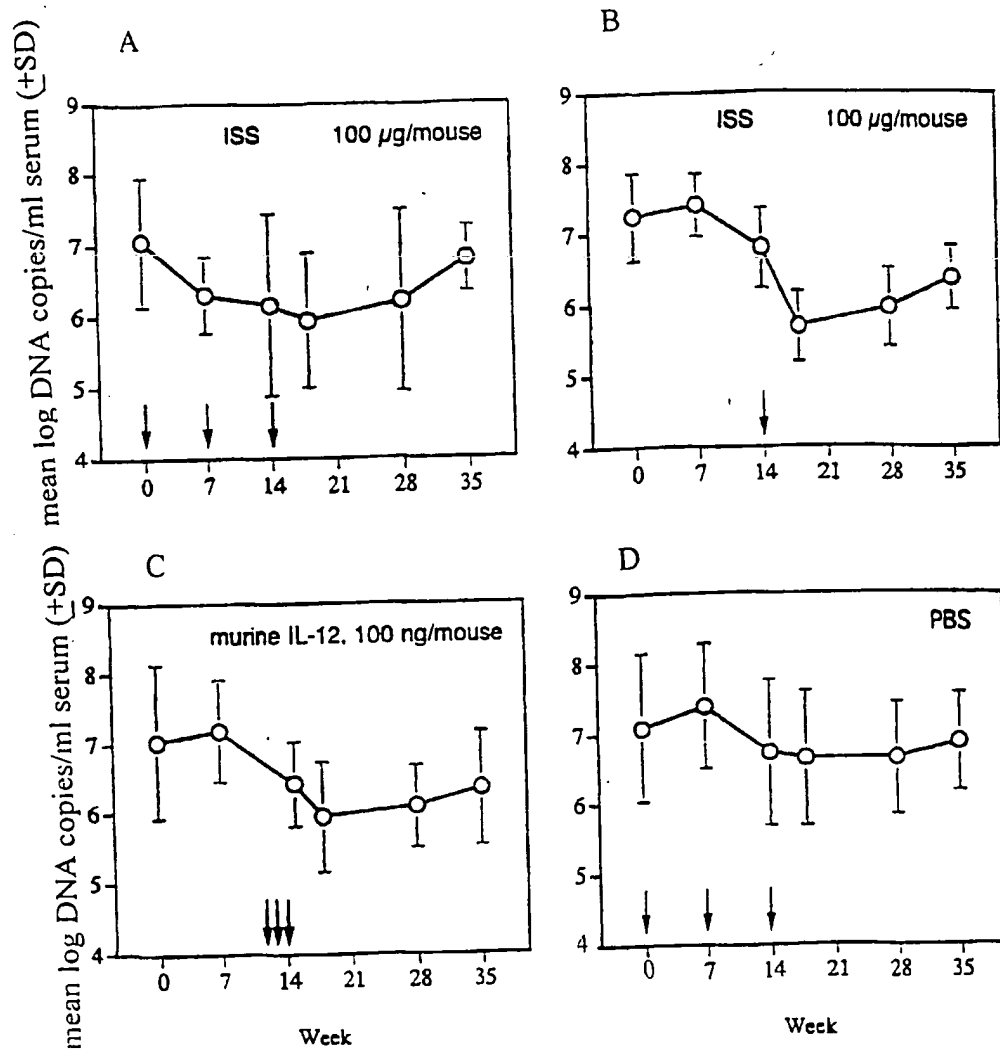 A
mean log DNA copies/ml serum (±SD)
ISS 100 µg/mouse
9
8
7
6
5
4
0 7 14 21 28 35
B
ISS 100 µg/mouse
9
8
7
6
5
4
0 7 14 21 28 35
C
mean log DNA copies/ml serum (±SD)
murine IL-12, 100 ng/mouse
9
8
7
6
5
4
0 7 14 21 28 35
Week
D
PBS
9
8
7
6
5
4
0 7 14 21 28 35
Week